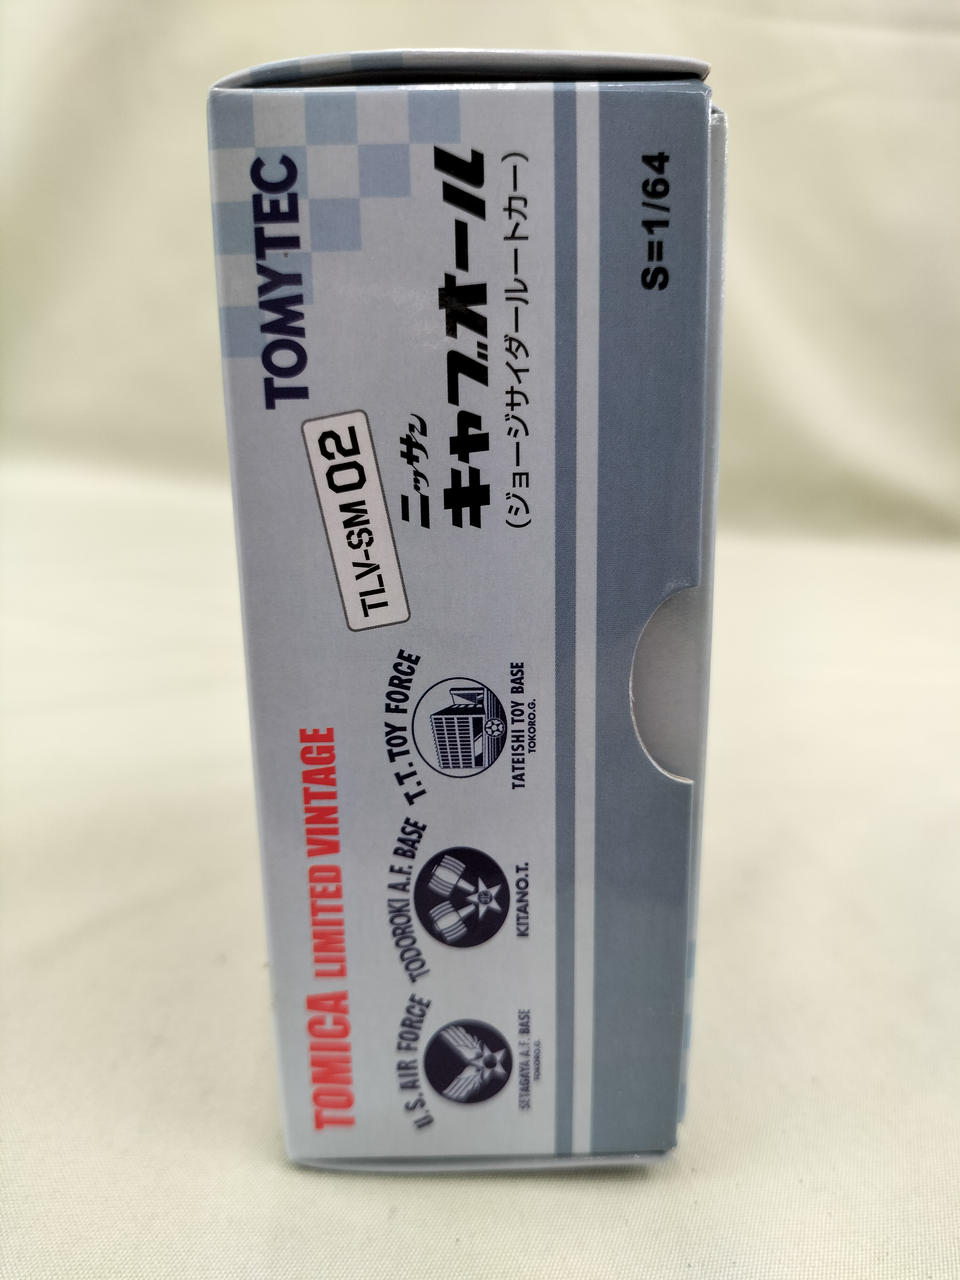 TOMYTEC
TOMICA LIMITED VINTAGE
TLV-SM 02
ニッサン
キャブオール
(ジョージサイダールートカー)
U.S. AIR FORCE
TODOROKI A.F. BASE
T.T. TOY FORCE
SETAGAYA A.F. BASE
TOKORO.G.
KITANO.T.
TATEISHI TOY BASE
TOKORO.G.
S=1/64